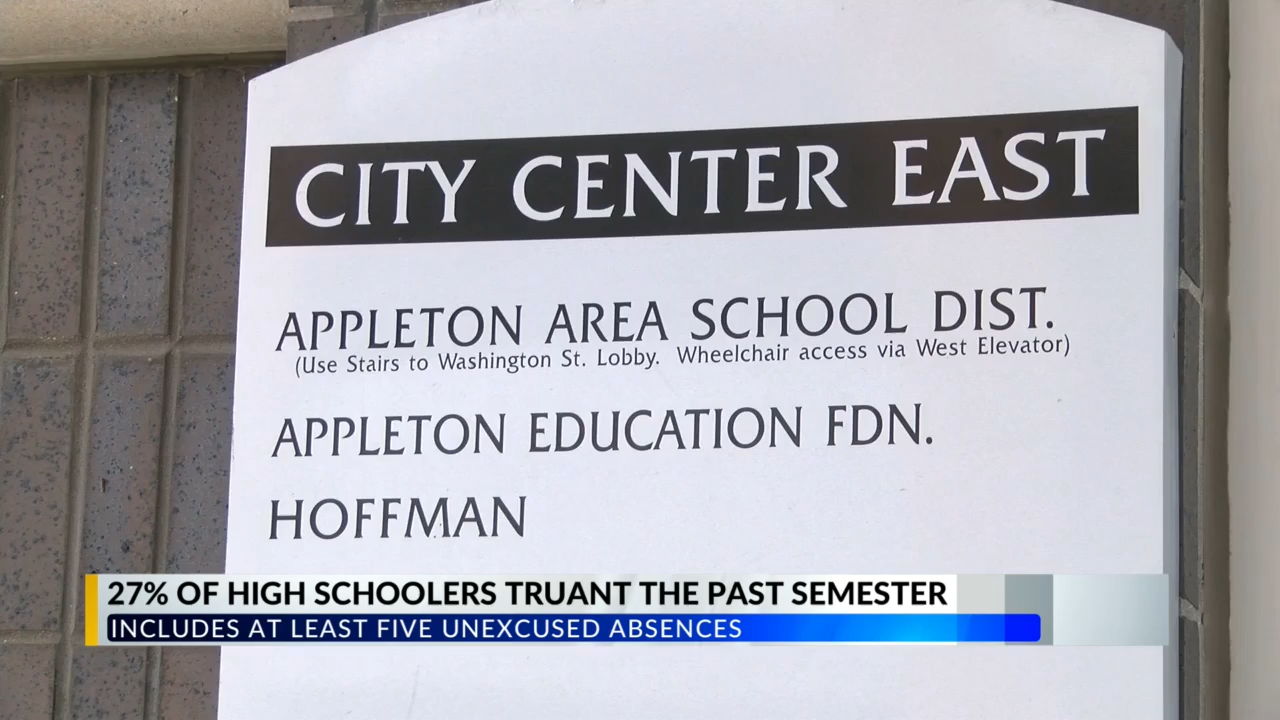 CITY CENTER EAST
APPLETON AREA SCHOOL DIST.
(Use Stairs to Washington St. Lobby. Wheelchair access via West Elevator)
APPLETON EDUCATION FDN.
HOFFMAN
27% OF HIGH SCHOOLERS TRUANT THE PAST SEMESTER
INCLUDES AT LEAST FIVE UNEXCUSED ABSENCES